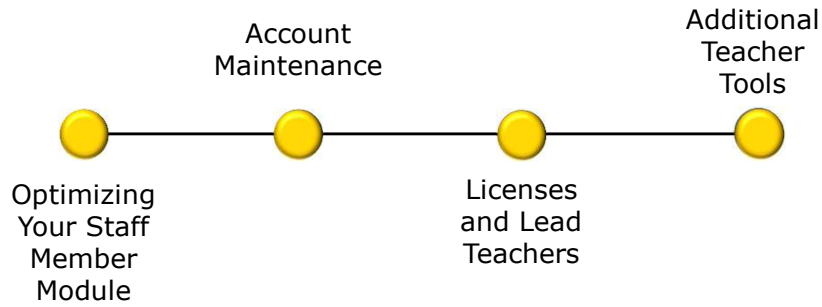 Optimizing
Your Staff
Member
Module
Account
Maintenance
Licenses
and Lead
Teachers
Additional
Teacher
Tools